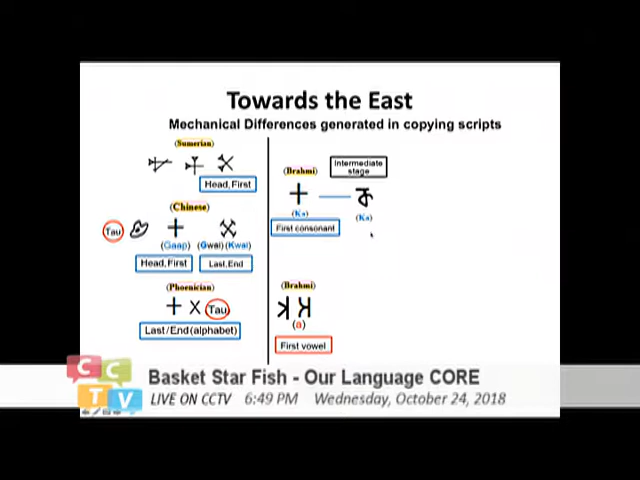 Towards the East
Mechanical Differences generated in copying scripts
(Sumerian)
Head, First
(Chinese)
Tau
(Gaap) (Gwai) (Kwai)
Head, First
Last, End
(Phoenician)
Tau
Last/End(alphabet)
(Brahmi)
Intermediate
stage
(Ka)
(Ka)
First consonant
(Brahmi)
(a)
First vowel
CCTV
Basket Star Fish - Our Language CORE
LIVE ON CCTV 6:49 PM Wednesday, October 24, 2018